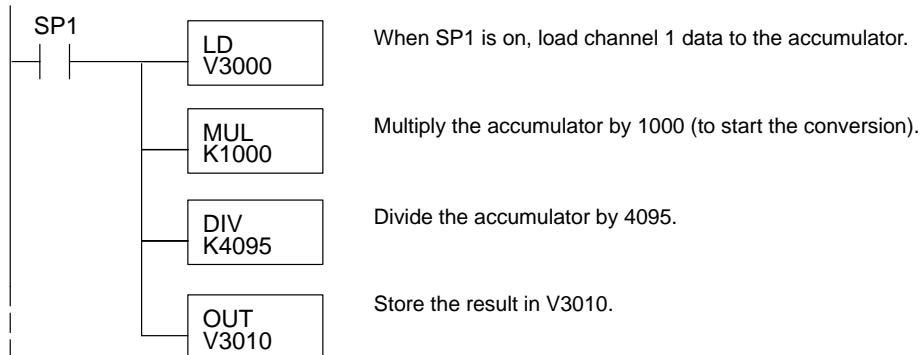 SP1
LD
V3000
When SP1 is on, load channel 1 data to the accumulator.
MUL
K1000
Multiply the accumulator by 1000 (to start the conversion).
DIV
K4095
Divide the accumulator by 4095.
OUT
V3010
Store the result in V3010.